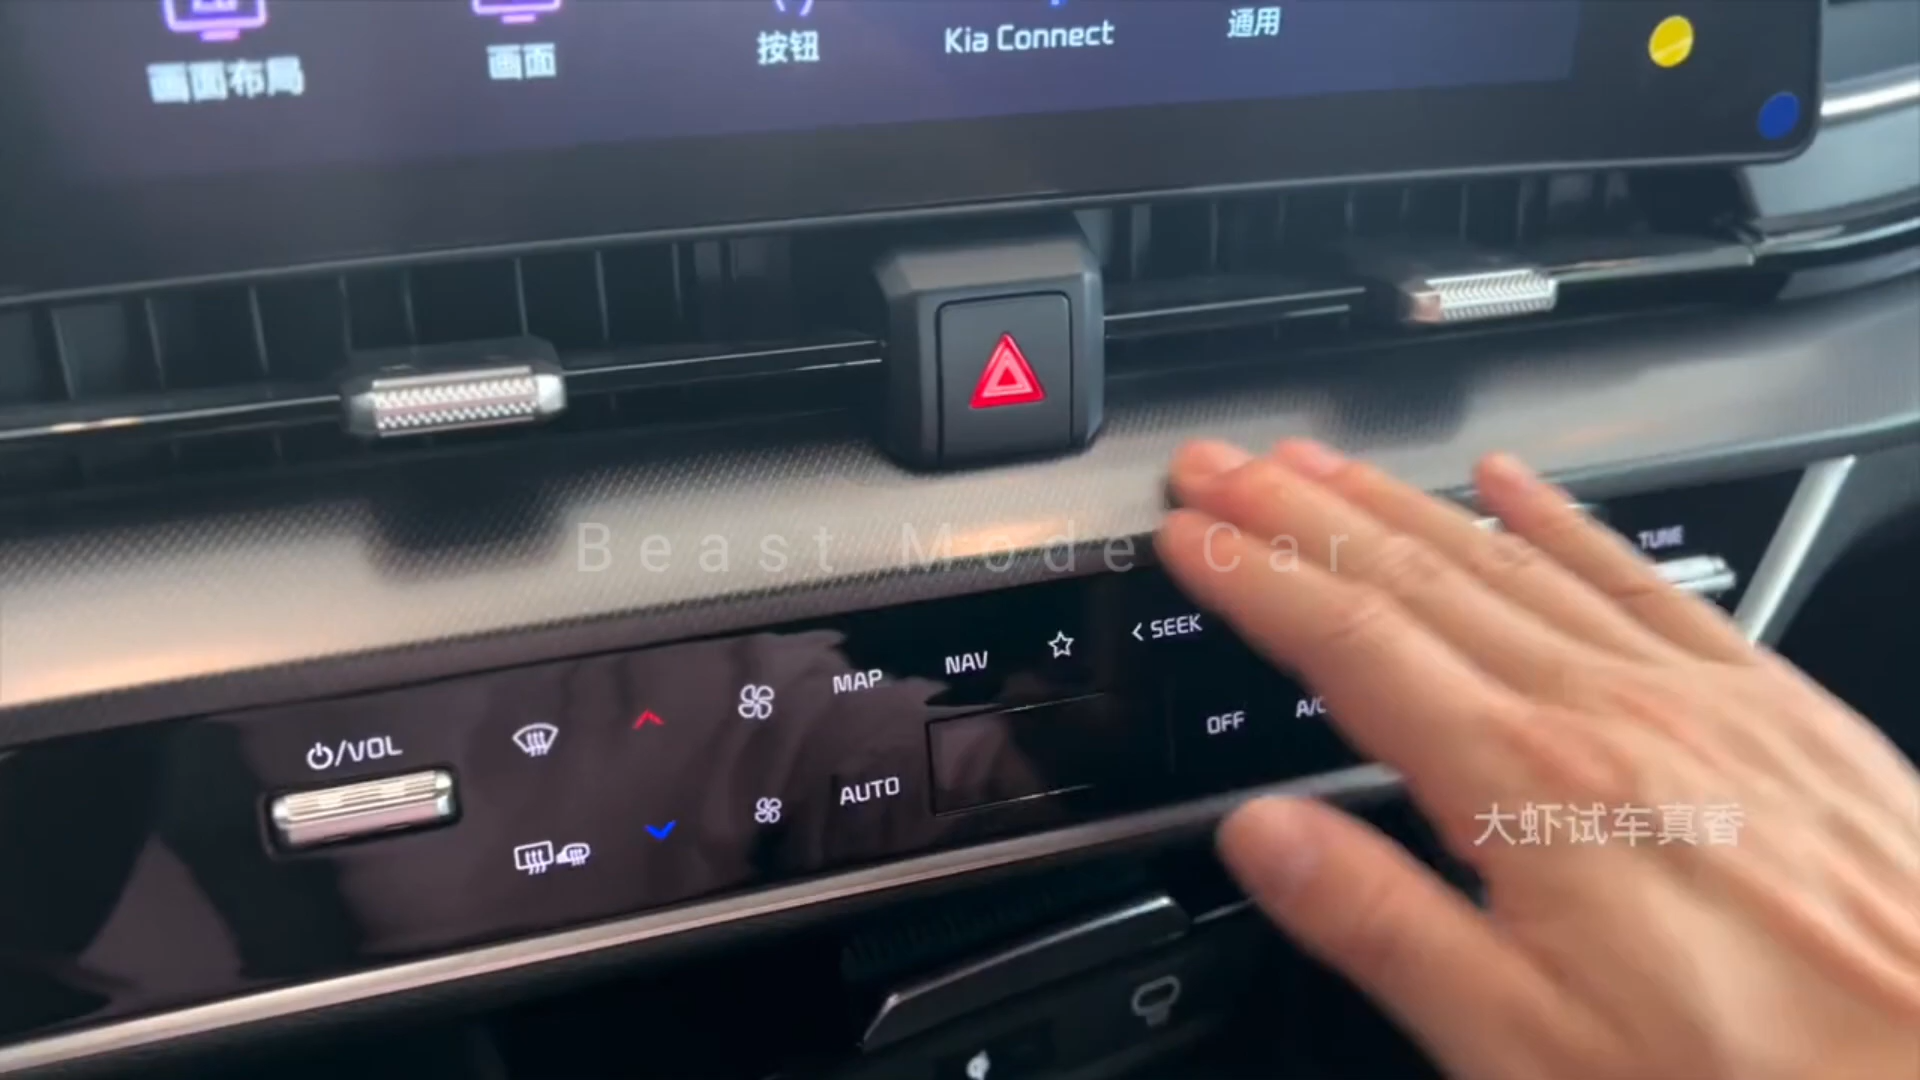 画面布局
画面
按钮
Kia Connect
通用
Beast Mode Car
TUNE
< SEEK
NAV
MAP
/VOL
OFF
A/C
AUTO
大虾试车真香